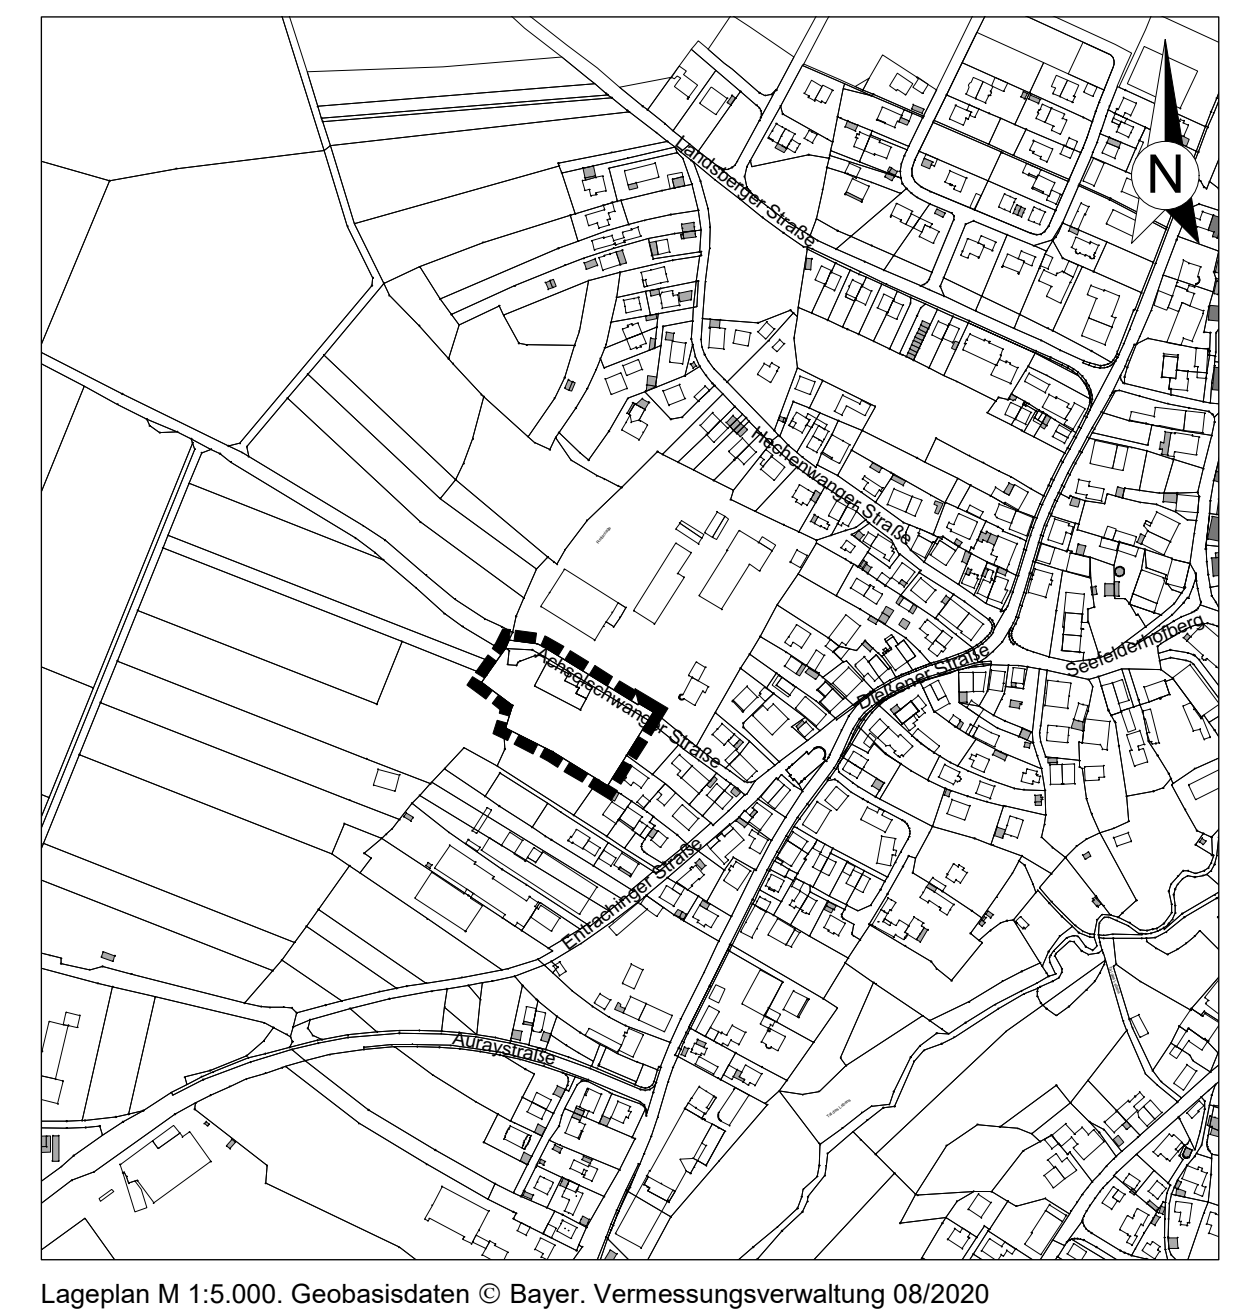 N
Landsberger Straße
Hechenwanger Straße
Seefelderhofberg
Dießener Straße
Achselschwanger Straße
Entrachinger Straße
Auraystraße
Lageplan M 1:5.000. Geobasisdaten © Bayer. Vermessungsverwaltung 08/2020